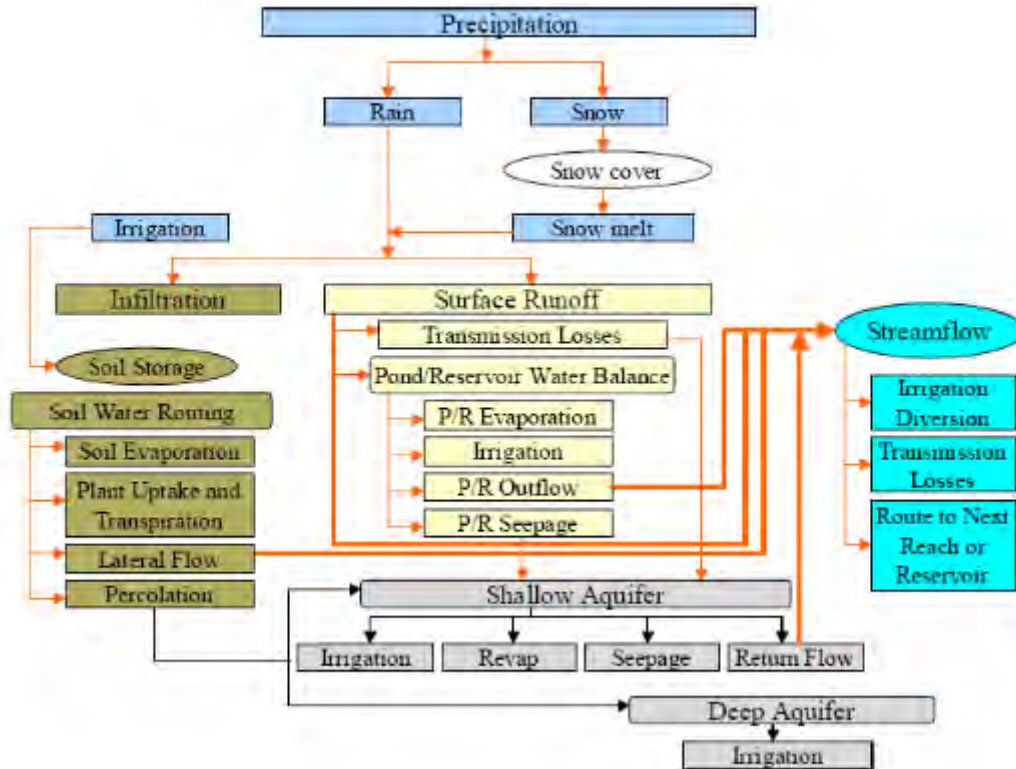 Precipitation
Rain
Snow
Snow cover
Irrigation
Snow melt
Infiltration
Surface Runoff
Transmission Losses
Streamflow
Soil Storage
Pond/Reservoir Water Balance
Soil Water Routing
P/R Evaporation
Irrigation
Diversion
Soil Evaporation
Irrigation
Transmission
Losses
Plant Uptake and
Transpiration
P/R Outflow
P/R Seepage
Route to Next
Reach or
Reservoir
Lateral Flow
Percolation
Shallow Aquifer
Irrigation
Revap
Seepage
Return Flow
Deep Aquifer
Irrigation